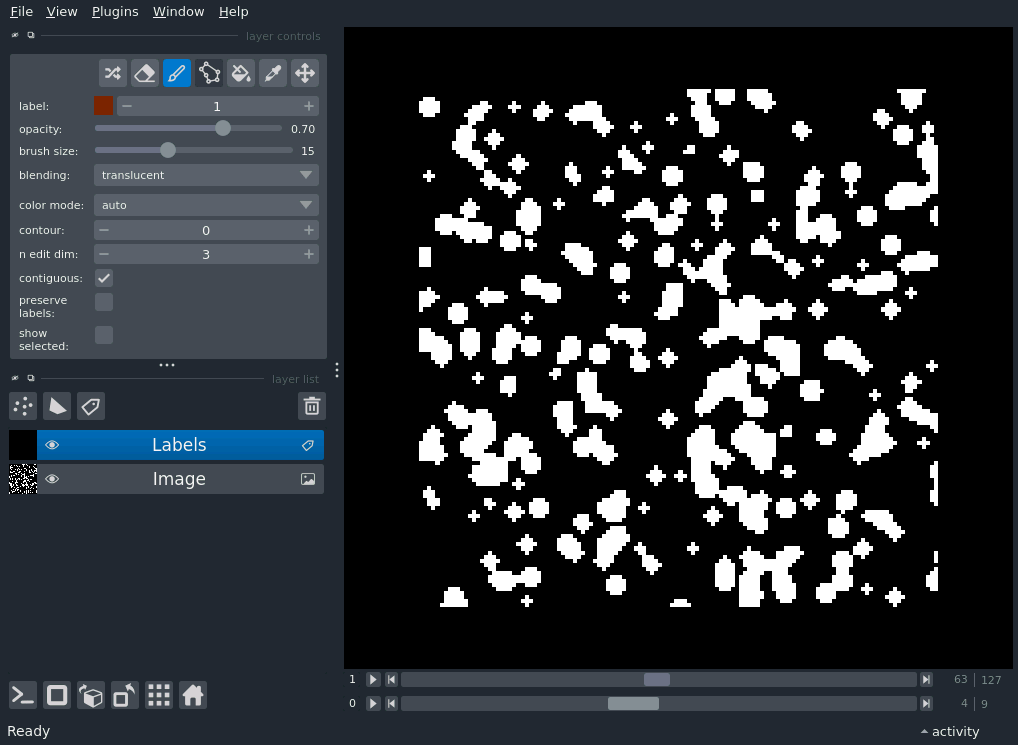 File View Plugins Window Help
layer controls
label: 1
opacity: 0.70
brush size: 15
blending: translucent
color mode: auto
contour: 0
n edit dim: 3
contiguous:
preserve
labels:
show
selected:
layer list
Labels
Image
1 63 127
0 4 9
Ready activity